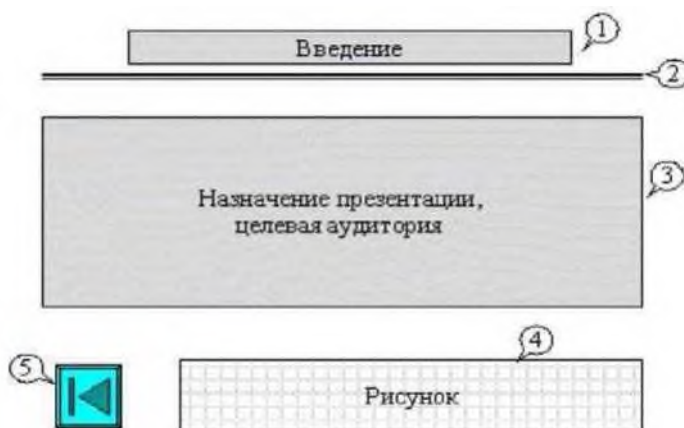 1
Введение
2
3
Назначение презентации,
целевая аудитория
4
5
Рисунок